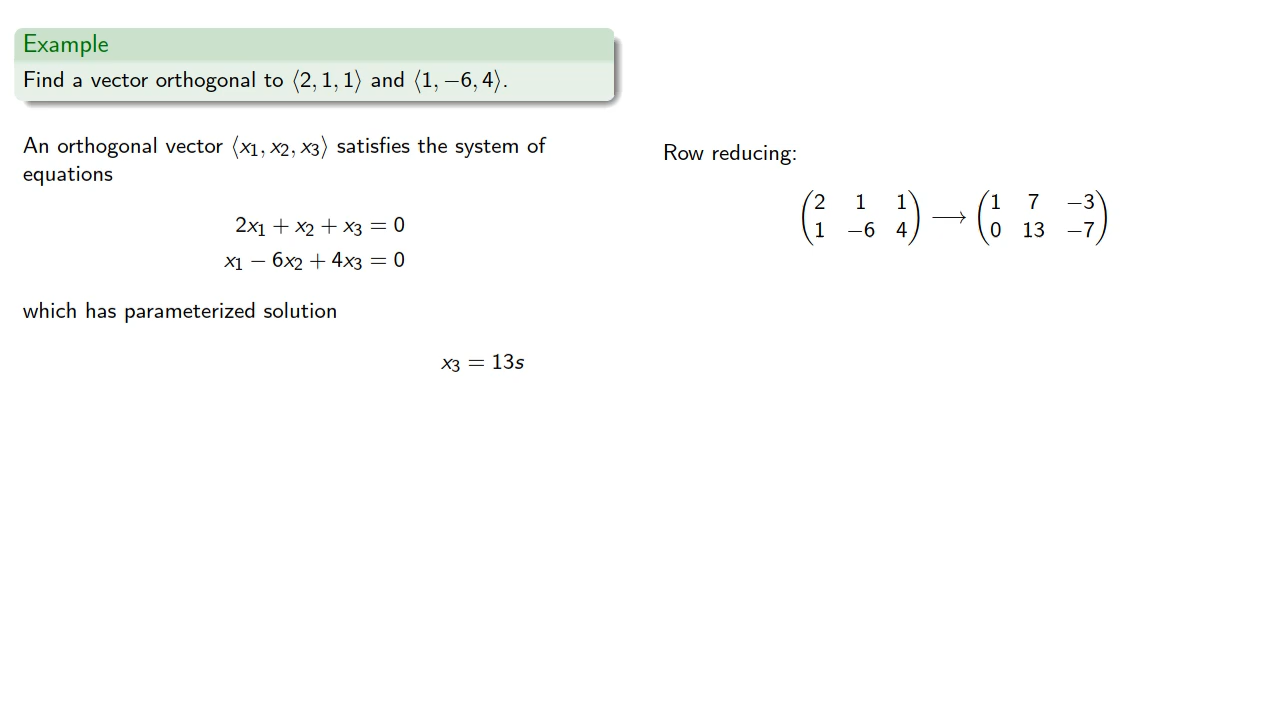 Example
Find a vector orthogonal to ⟨2, 1, 1⟩ and ⟨1, −6, 4⟩.
An orthogonal vector ⟨x₁, x₂, x₃⟩ satisfies the system of
equations
2x₁ + x₂ + x₃ = 0
x₁ − 6x₂ + 4x₃ = 0
which has parameterized solution
x₃ = 13s
Row reducing:
(2 1 1) ⟶ (1 7 −3)
(1 −6 4) (0 13 −7)